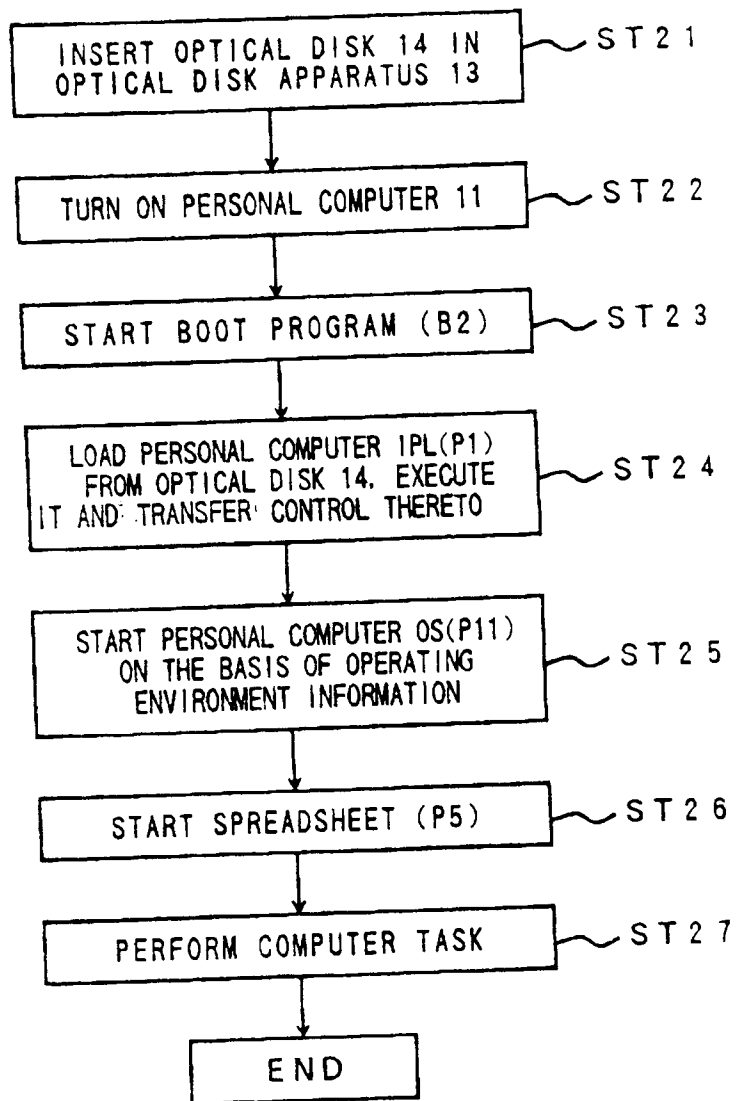 INSERT OPTICAL DISK 14 IN
OPTICAL DISK APPARATUS 13
ST21
TURN ON PERSONAL COMPUTER 11
ST22
START BOOT PROGRAM (B2)
ST23
LOAD PERSONAL COMPUTER IPL(P1)
FROM OPTICAL DISK 14. EXECUTE
IT AND TRANSFER CONTROL THERETO
ST24
START PERSONAL COMPUTER OS(P11)
ON THE BASIS OF OPERATING
ENVIRONMENT INFORMATION
ST25
START SPREADSHEET (P5)
ST26
PERFORM COMPUTER TASK
ST27
END